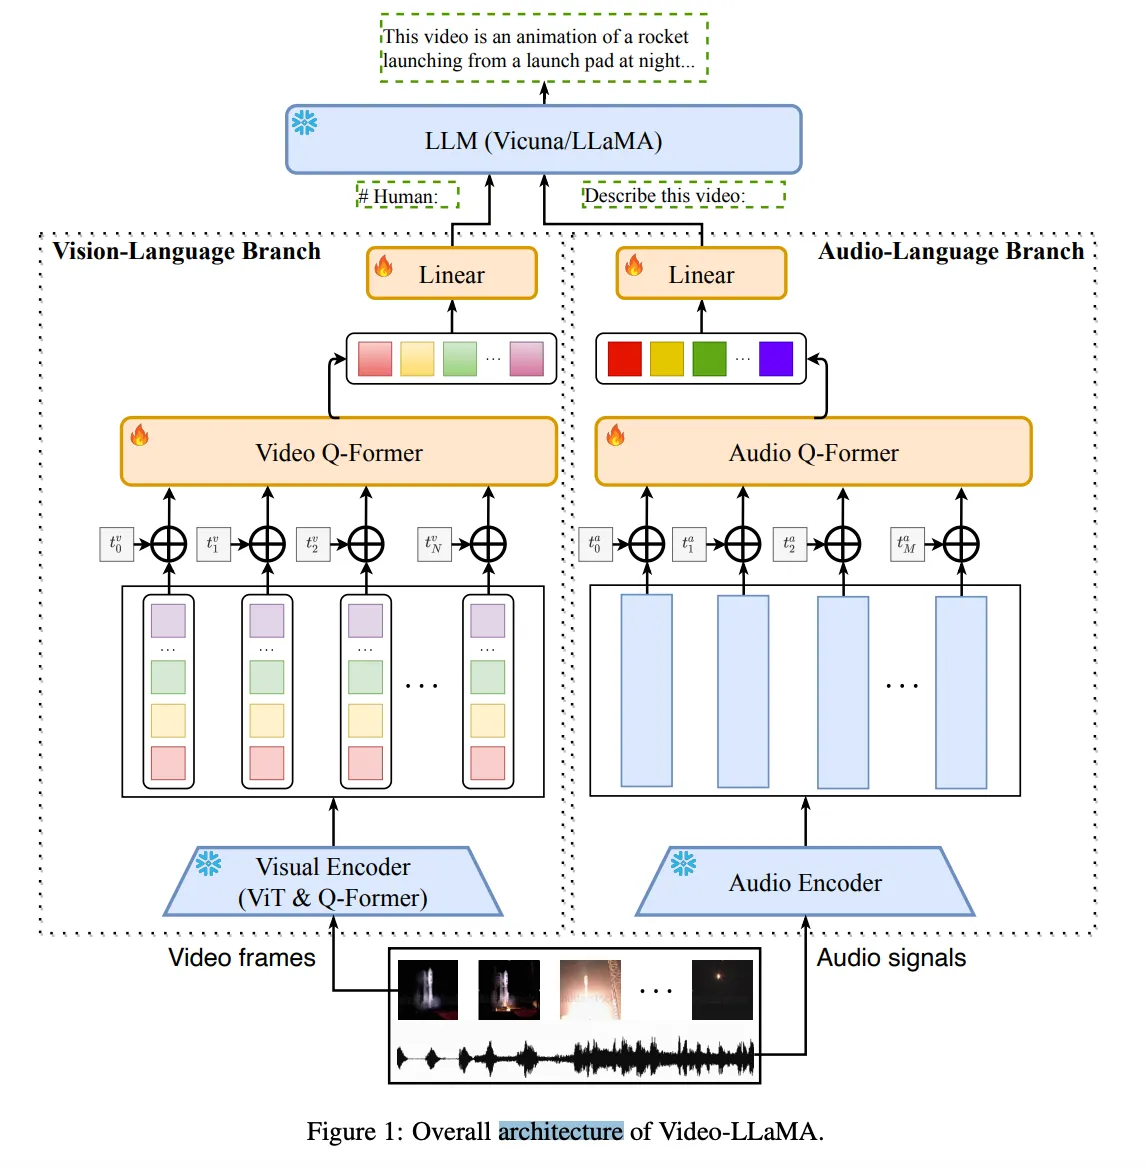 This video is an animation of a rocket
launching from a launch pad at night...
LLM (Vicuna/LLaMA)
# Human:
Describe this video:
Vision-Language Branch
Audio-Language Branch
Linear
Linear
...
...
Video Q-Former
Audio Q-Former
t_0^v
t_1^v
t_2^v
t_N^v
t_0^a
t_1^a
t_2^a
t_M^a
... ... ... ...
...
...
Visual Encoder
(ViT & Q-Former)
Audio Encoder
Video frames
Audio signals
...
Figure 1: Overall architecture of Video-LLaMA.